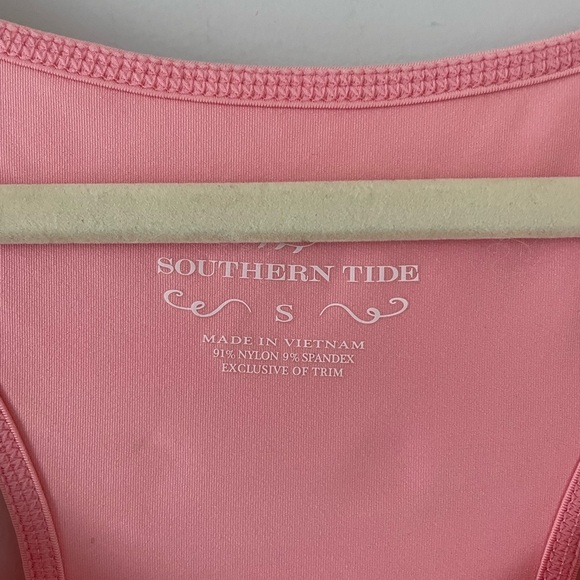 SOUTHERN TIDE
S
MADE IN VIETNAM
91% NYLON 9% SPANDEX
EXCLUSIVE OF TRIM